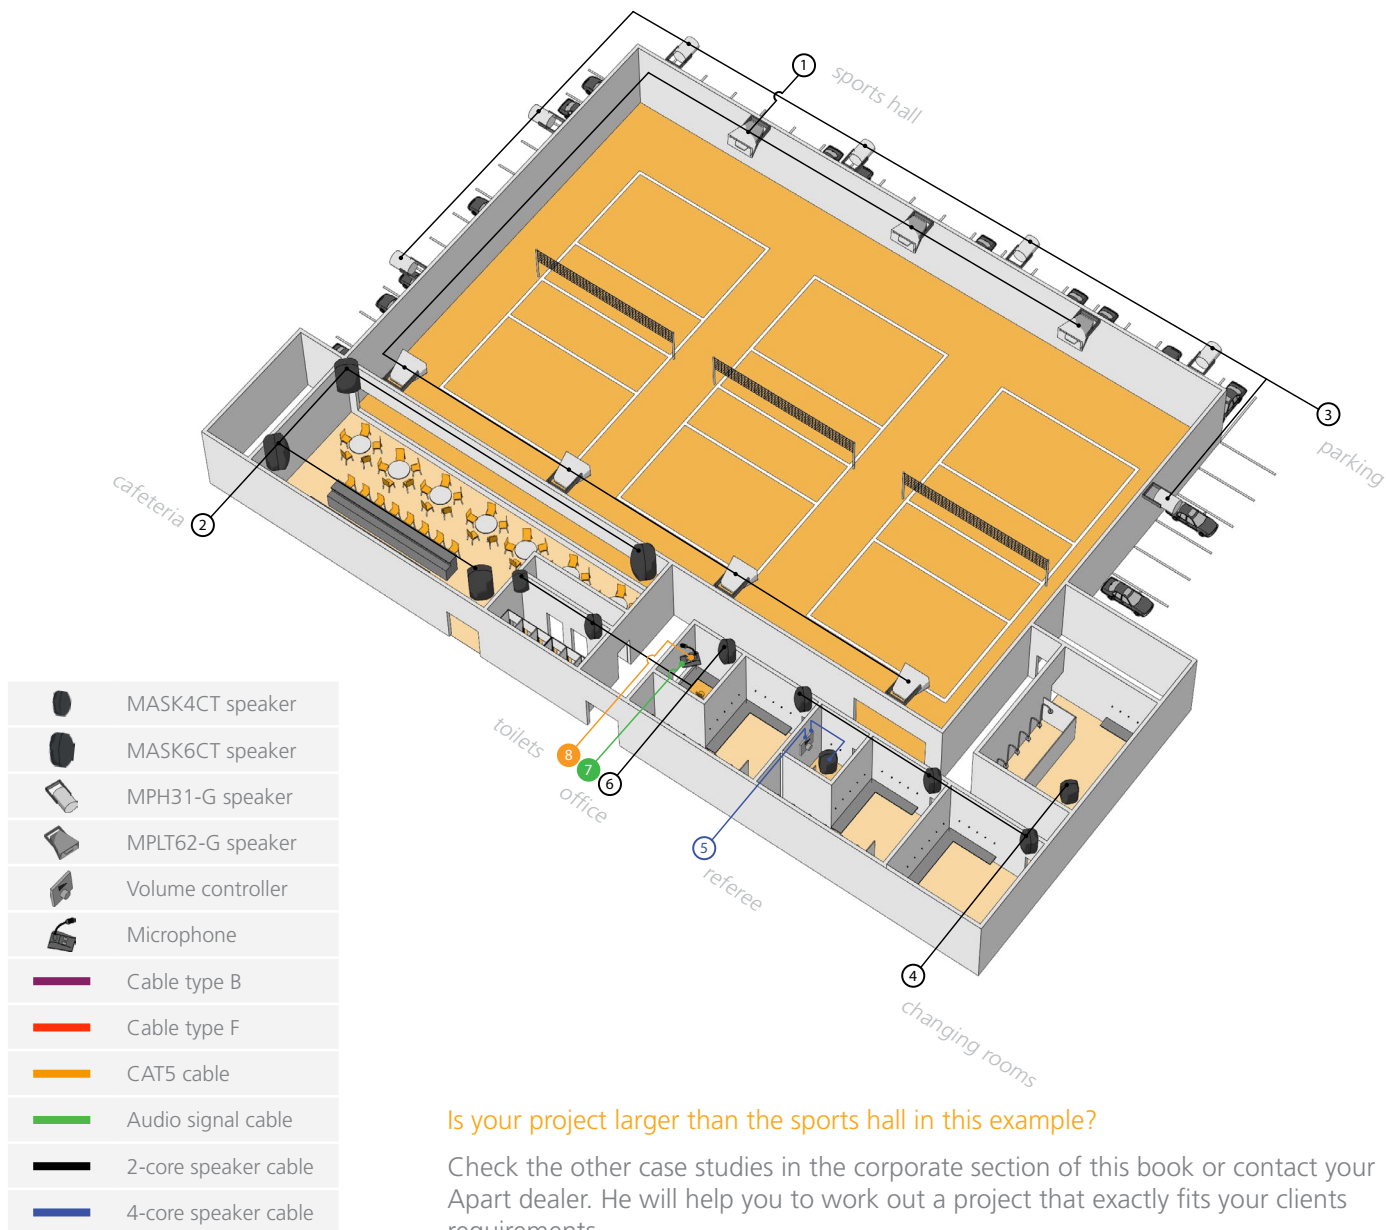 1
sports hall
3
parking
cafeteria
2
toilets
8
7
6
office
5
referee
4
changing rooms
MASK4CT speaker
MASK6CT speaker
MPH31-G speaker
MPLT62-G speaker
Volume controller
Microphone
Cable type B
Cable type F
CAT5 cable
Audio signal cable
2-core speaker cable
4-core speaker cable
Is your project larger than the sports hall in this example?
Check the other case studies in the corporate section of this book or contact your
Apart dealer. He will help you to work out a project that exactly fits your clients
requirements